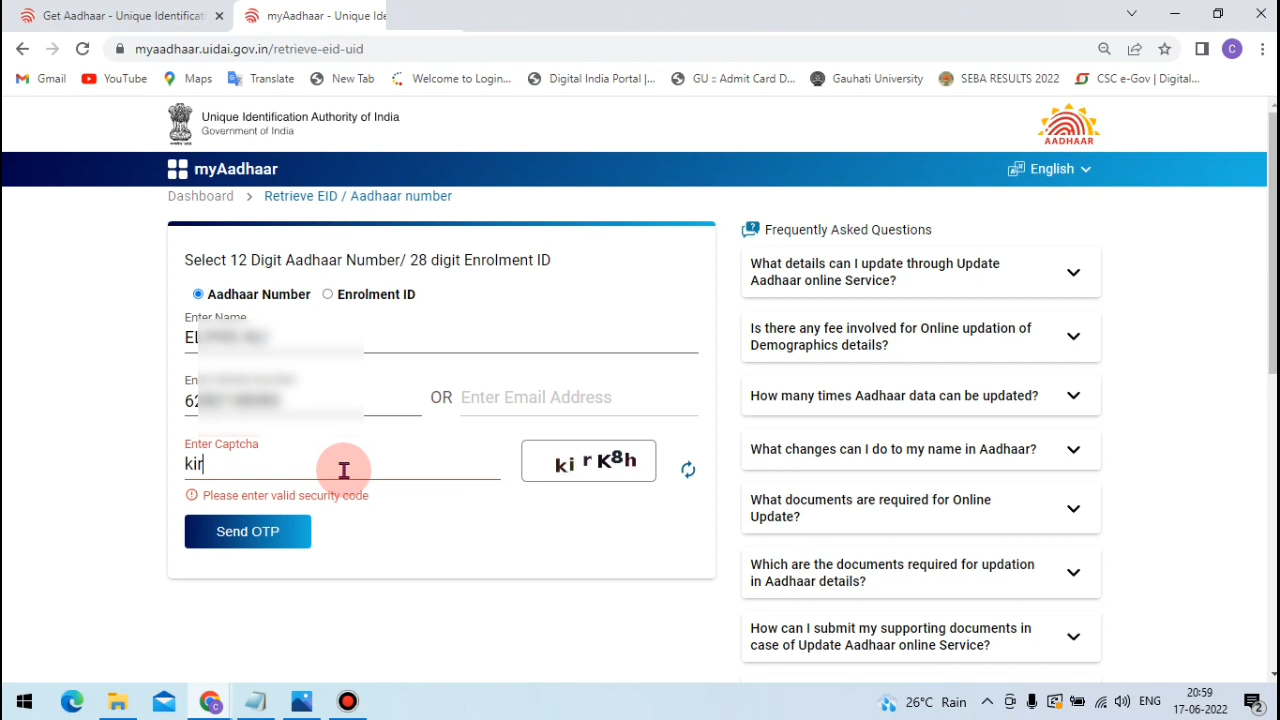 Get Aadhaar - Unique Identificati
myAadhaar - Unique Ide
myaadhaar.uidai.gov.in/retrieve-eid-uid
C
Gmail
YouTube
Maps
Translate
New Tab
Welcome to Login...
Digital India Portal |...
GU :: Admit Card D...
Gauhati University
SEBA RESULTS 2022
CSC e-Gov | Digital...
Unique Identification Authority of India
Government of India
AADHAAR
myAadhaar
English
Dashboard > Retrieve EID / Aadhaar number
Select 12 Digit Aadhaar Number/ 28 digit Enrolment ID
Aadhaar Number
Enrolment ID
Enter Name
OR
Enter Email Address
Enter Captcha
kir
kirK8h
Please enter valid security code
Send OTP
Frequently Asked Questions
What details can I update through Update
Aadhaar online Service?
Is there any fee involved for Online updation of
Demographics details?
How many times Aadhaar data can be updated?
What changes can I do to my name in Aadhaar?
What documents are required for Online
Update?
Which are the documents required for updation
in Aadhaar details?
How can I submit my supporting documents in
case of Update Aadhaar online Service?
26°C Rain
ENG
20:59
17-06-2022
2